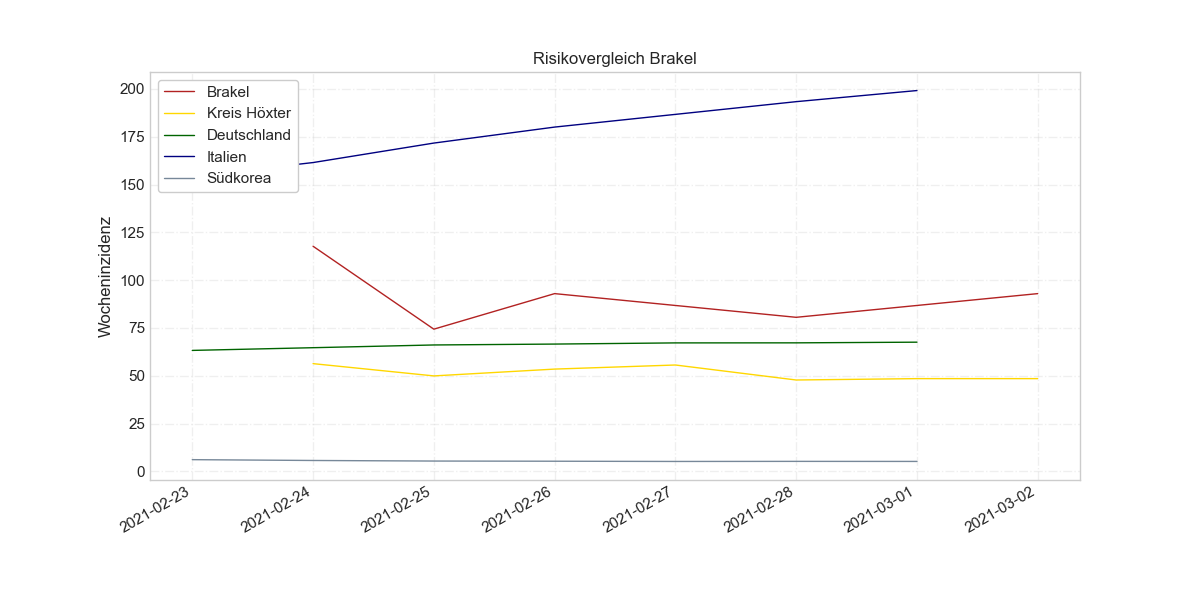 Risikovergleich Brakel
Wocheninzidenz
200
175
150
125
100
75
50
25
0
Brakel
Kreis Höxter
Deutschland
Italien
Südkorea
2021-02-23
2021-02-24
2021-02-25
2021-02-26
2021-02-27
2021-02-28
2021-03-01
2021-03-02